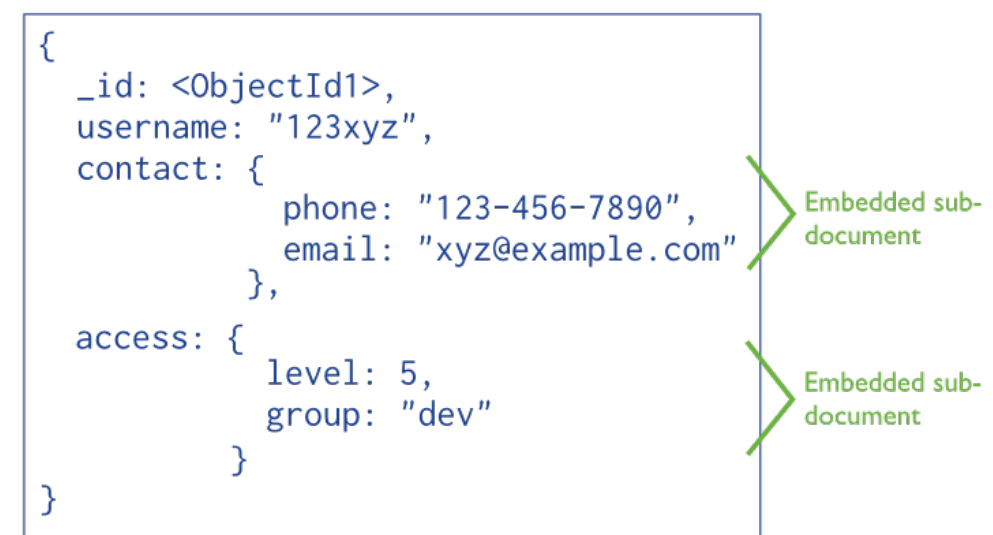 {
_id: <ObjectId1>,
username: "123xyz",
contact: {
phone: "123-456-7890",
email: "xyz@example.com"
},
access: {
level: 5,
group: "dev"
}
}
Embedded sub-
document
Embedded sub-
document